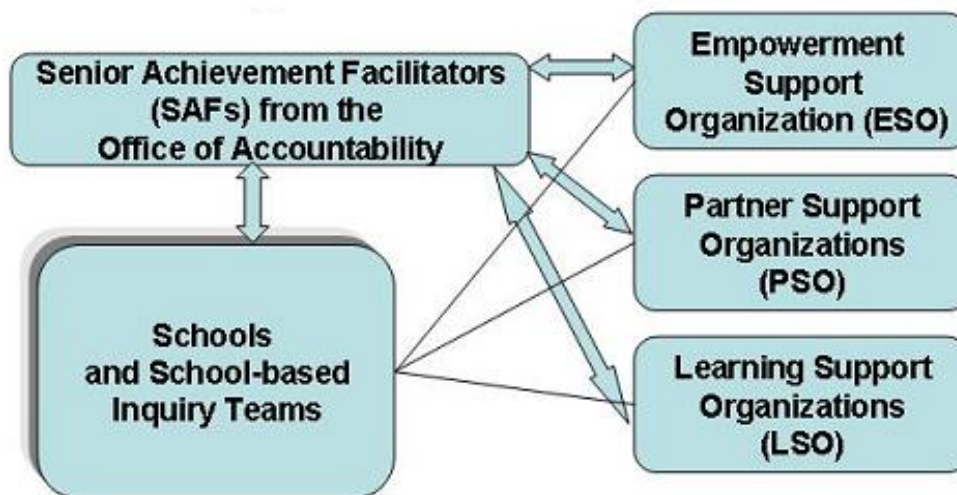 Senior Achievement Facilitators
(SAFs) from the
Office of Accountability
Empowerment
Support
Organization (ESO)
Partner Support
Organizations
(PSO)
Schools
and School-based
Inquiry Teams
Learning Support
Organizations
(LSO)